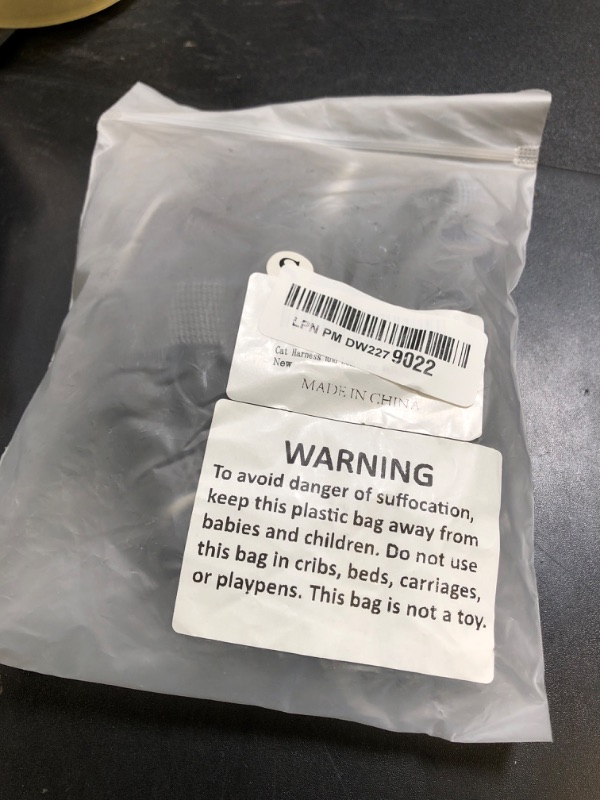 LPN PM DW2279022
Cat Harness
New
MADE IN CHINA
WARNING
To avoid danger of suffocation,
keep this plastic bag away from
babies and children. Do not use
this bag in cribs, beds, carriages,
or playpens. This bag is not a toy.